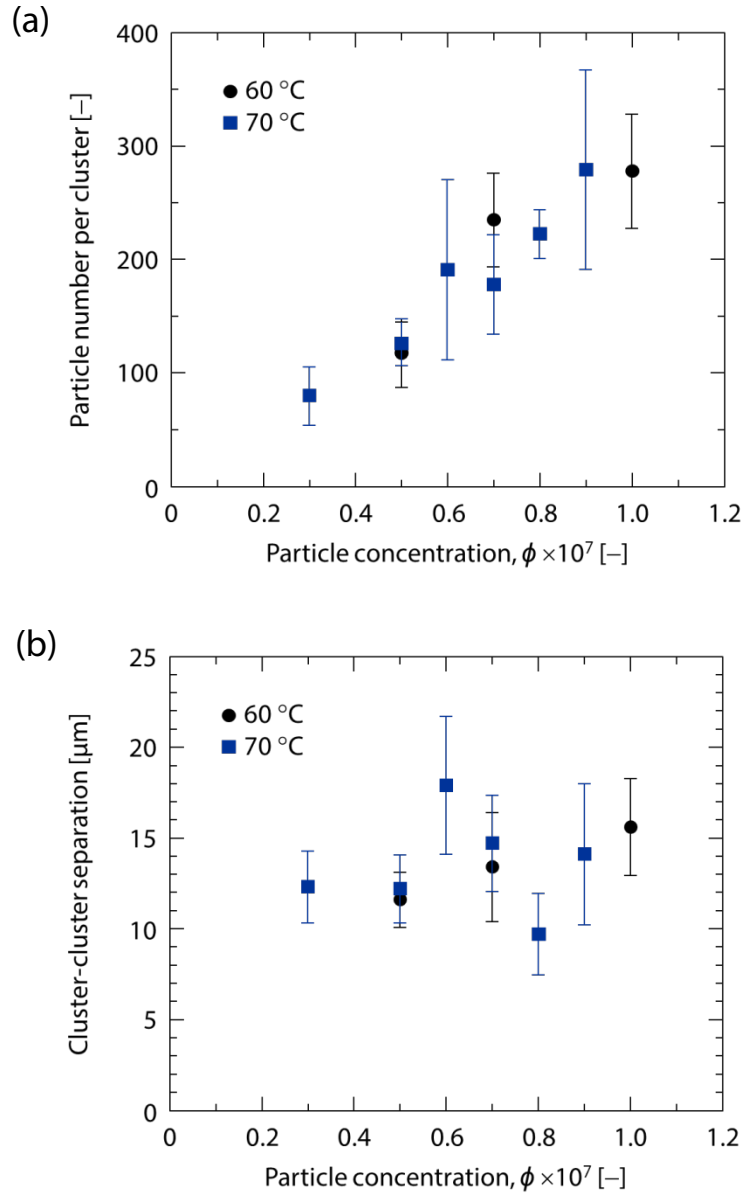 (a)
400
300
200
100
0
Particle number per cluster [–]
60 °C
70 °C
0 0.2 0.4 0.6 0.8 1.0 1.2
Particle concentration, ϕ ×10⁷ [–]
(b)
25
20
15
10
5
0
Cluster-cluster separation [μm]
60 °C
70 °C
0 0.2 0.4 0.6 0.8 1.0 1.2
Particle concentration, ϕ ×10⁷ [–]